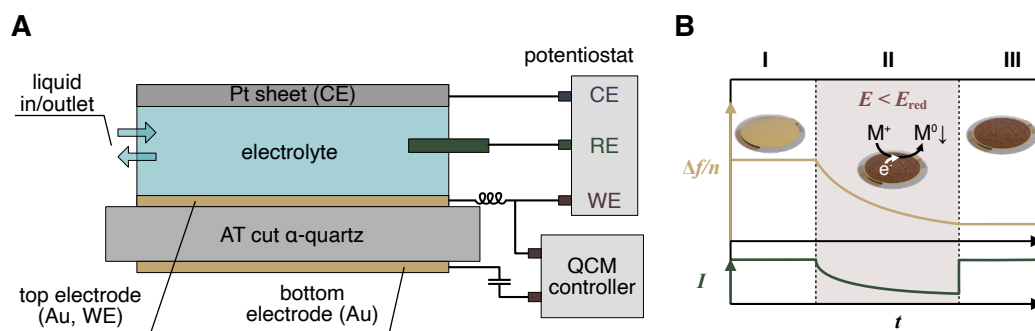 A
potentiostat
liquid
in/outlet
Pt sheet (CE)
CE
electrolyte
RE
WE
AT cut α-quartz
QCM
controller
top electrode
(Au, WE)
bottom
electrode (Au)
B
I
II
III
E < E_red
M⁺
M⁰↓
e⁻
Δf/n
I
t